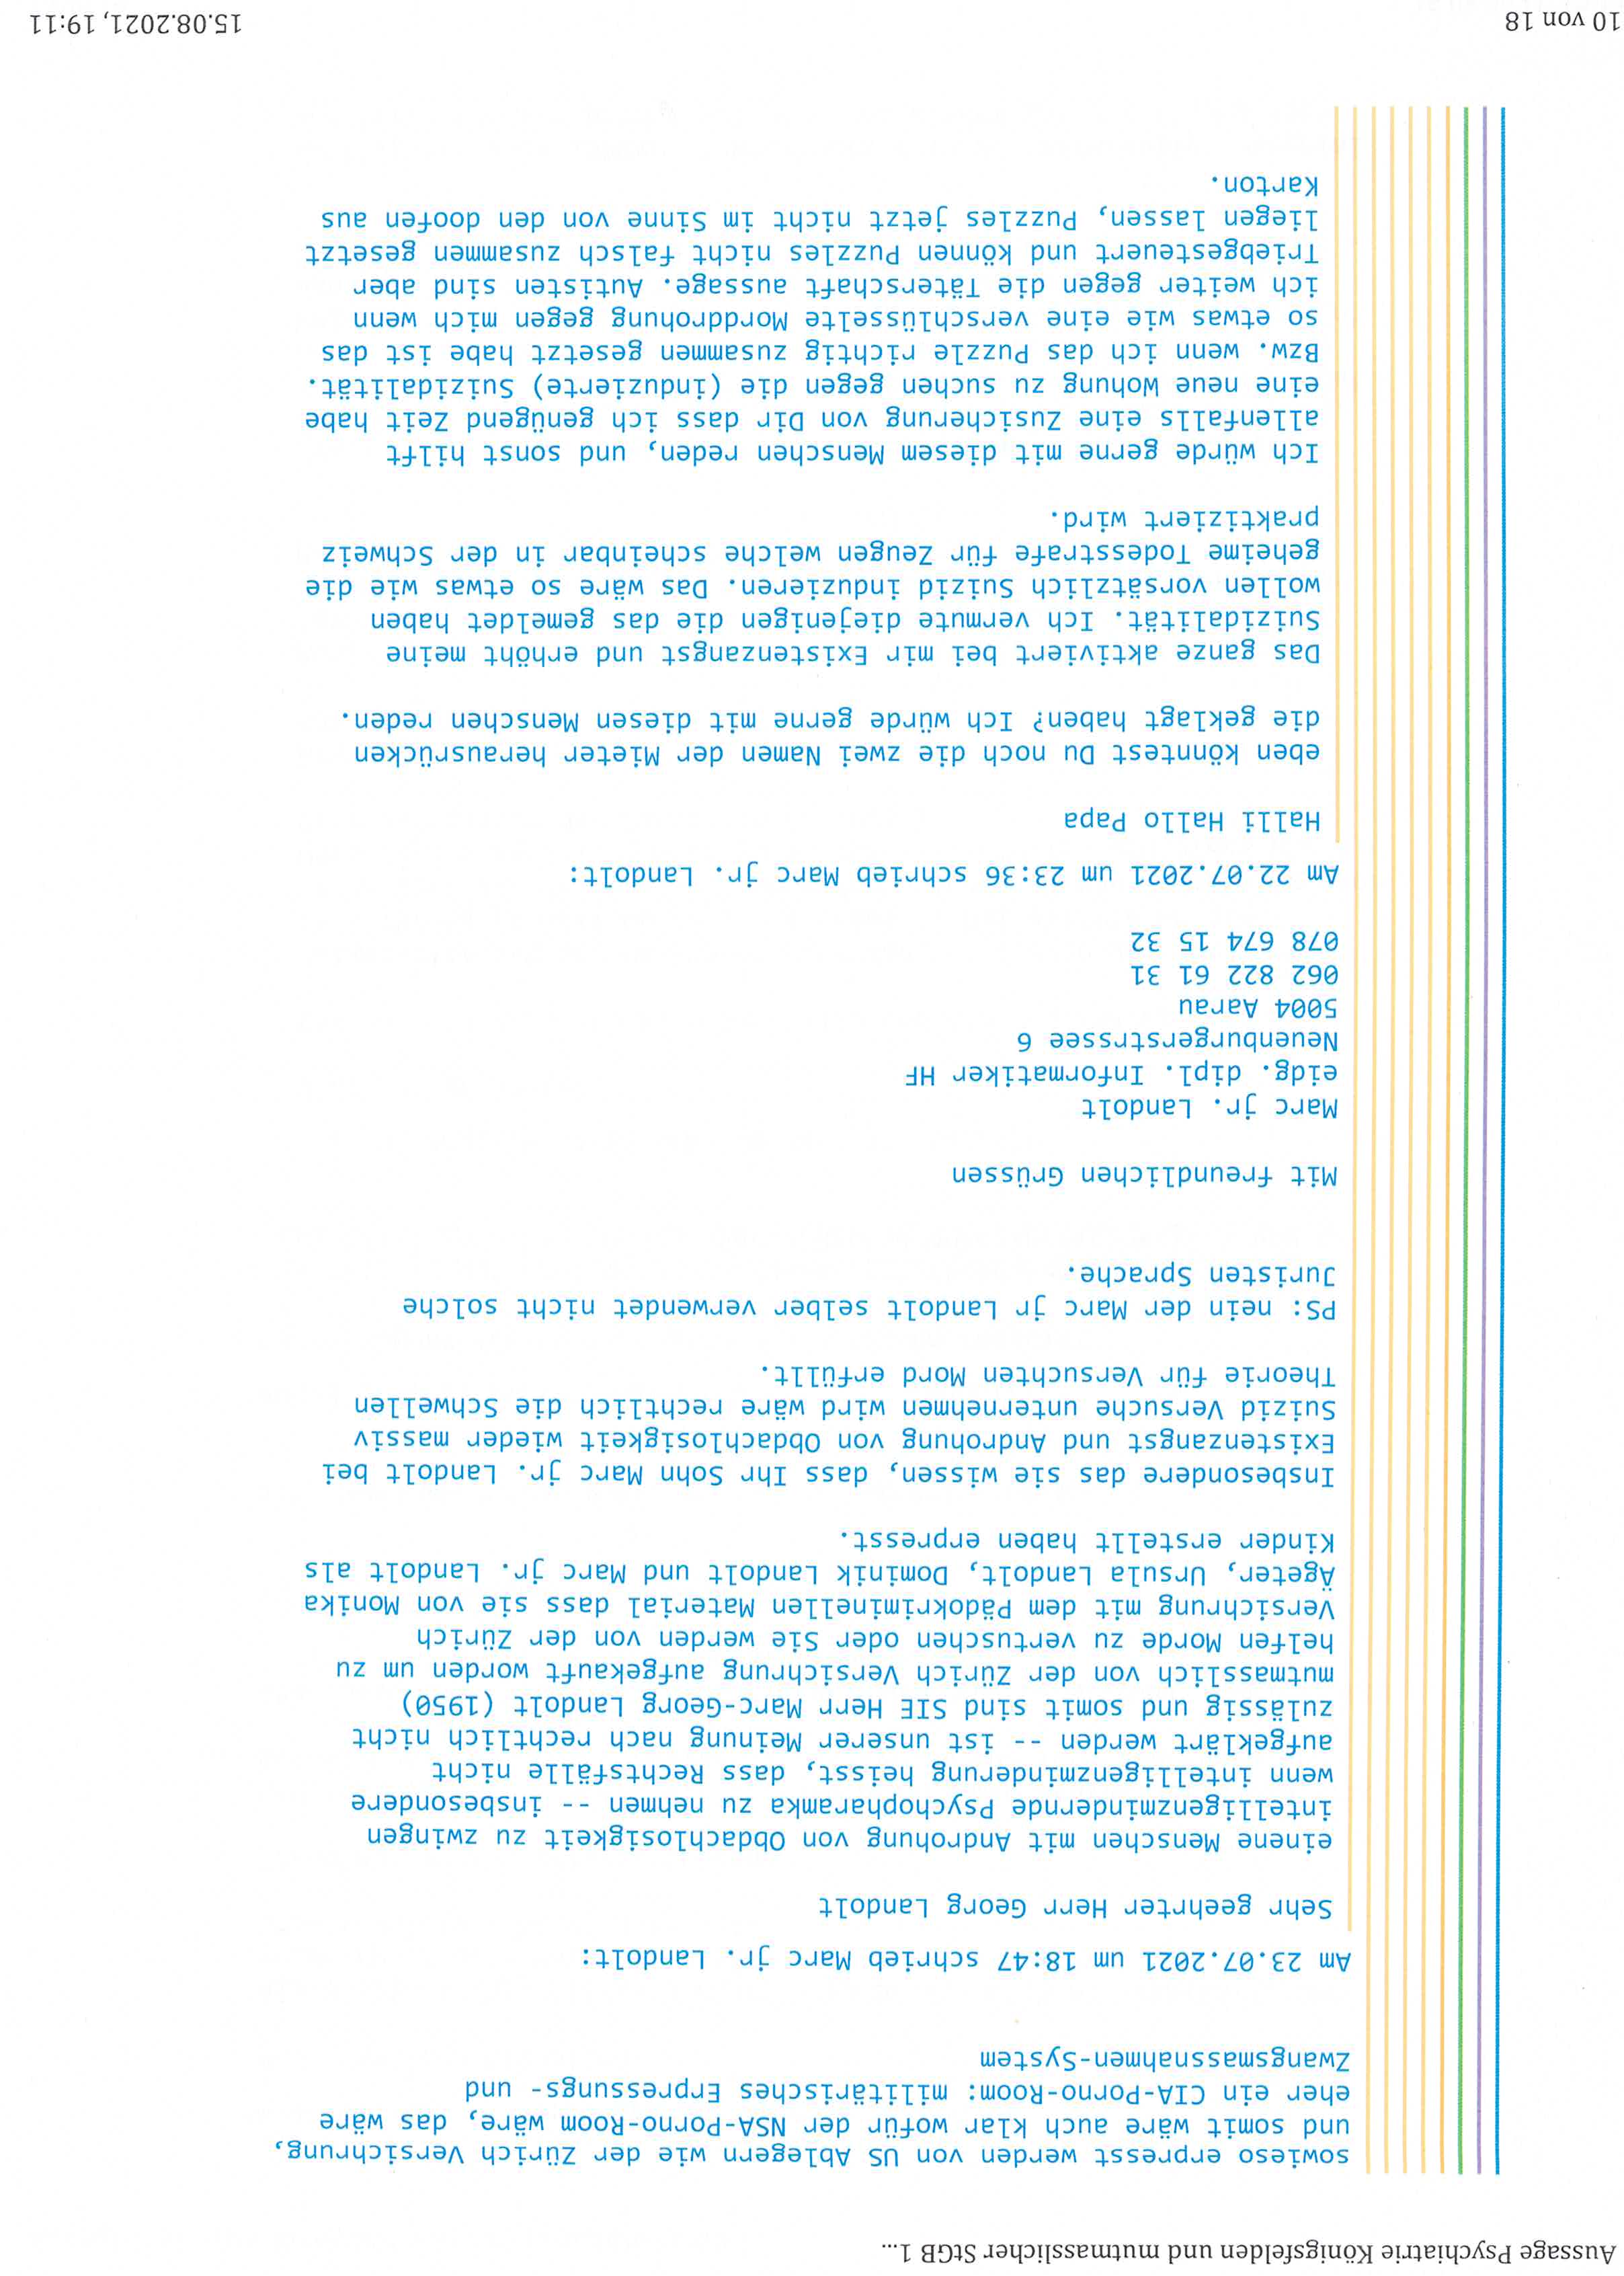 Aussage Psychiatrie Königsfelden und mutmasslicher StGB 1...
sowieso erpresst werden von US Ablegern wie der Zürich Versichrung,
und somit wäre auch klar wofür der NSA-Porno-Room wäre, das wäre
eher ein CIA-Porno-Room: militärisches Erpressungs- und
Zwangsmassnahmen-System
Am 23.07.2021 um 18:47 schrieb Marc jr. Landolt:
Sehr geehrter Herr Georg Landolt
einene Menschen mit Androhung von Obdachlosigkeit zu zwingen
intelligenzmindernde Psychopharamka zu nehmen -- insbesondere
wenn intelligenzminderung heisst, dass Rechtsfälle nicht
aufgeklärt werden -- ist unserer Meinung nach rechtlich nicht
zulässig und somit sind SIE Herr Marc-Georg Landolt (1950)
mutmasslich von der Zürich Versichrung aufgekauft worden um zu
helfen Morde zu vertuschen oder Sie werden von der Zürich
Versichrung mit dem Pädokriminellen Material dass sie von Monika
Ägeter, Ursula Landolt, Dominik Landolt und Marc jr. Landolt als
Kinder erstellt haben erpresst.
Insbesondere das sie wissen, dass Ihr Sohn Marc jr. Landolt bei
Existenzangst und Androhung von Obdachlosigkeit wieder massiv
Suizid Versuche unternehmen wird wäre rechtlich die Schwellen
Theorie für Versuchten Mord erfüllt.
PS: nein der Marc jr Landolt selber verwendet nicht solche
Juristen Sprache.
Mit freundlichen Grüssen
Marc jr. Landolt
eidg. dipl. Informatiker HF
Neuenburgerstrssee 6
5004 Aarau
062 822 61 31
078 674 15 32
Am 22.07.2021 um 23:36 schrieb Marc jr. Landolt:
Halli Hallo Papa
eben könntest Du noch die zwei Namen der Mieter herausrücken
die geklagt haben? Ich würde gerne mit diesen Menschen reden.
Das ganze aktiviert bei mir Existenzangst und erhöht meine
Suizidalität. Ich vermute diejenigen die das gemeldet haben
wollen vorsätzlich Suizid induzieren. Das wäre so etwas wie die
geheime Todesstrafe für Zeugen welche scheinbar in der Schweiz
praktiziert wird.
Ich würde gerne mit diesem Menschen reden, und sonst hilft
allenfalls eine Zusicherung von Dir dass ich genügend Zeit habe
eine neue Wohung zu suchen gegen die (induzierte) Suizidalität.
Bzw. wenn ich das Puzzle richtig zusammen gesetzt habe ist das
so etwas wie eine verschlüsselte Morddrohung gegen mich wenn
ich weiter gegen die Täterschaft aussage. Autisten sind aber
Triebgesteuert und können Puzzles nicht falsch zusammen gesetzt
liegen lassen, Puzzles jetzt nicht im Sinne von den doofen aus
Karton.
10 von 18
15.08.2021, 19:11